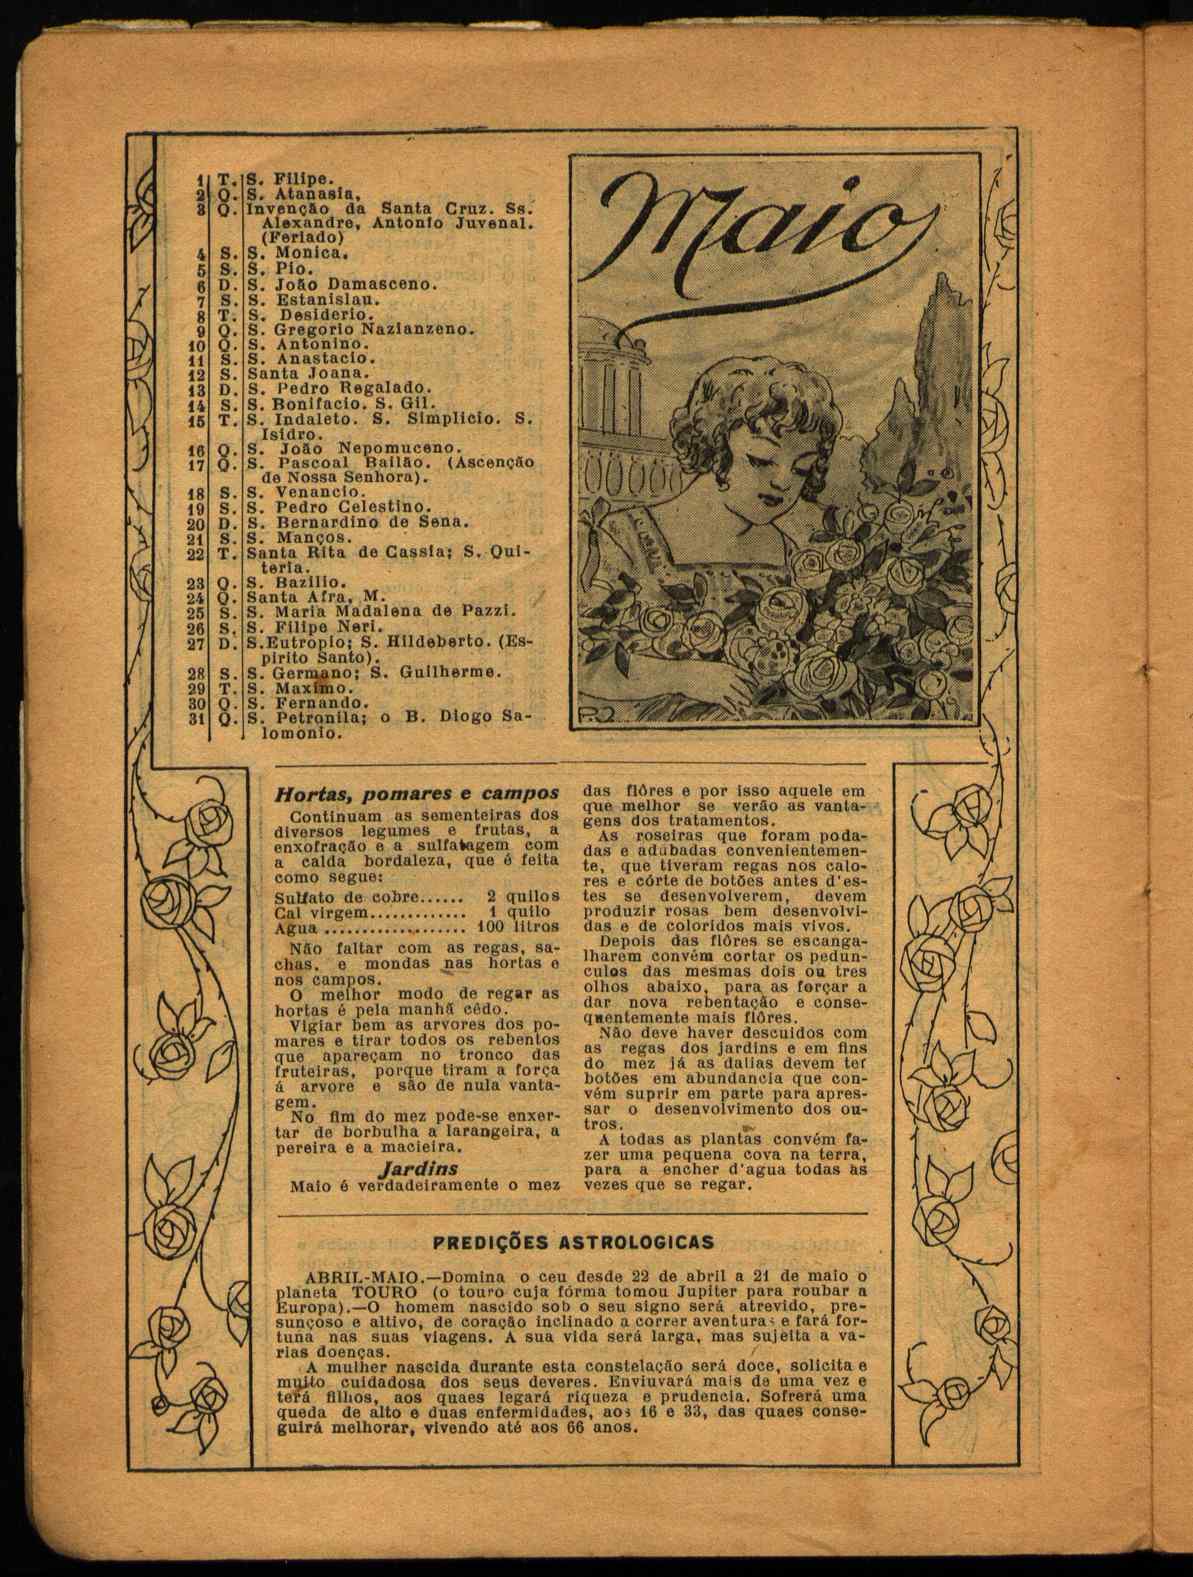 1 T. S. Filipe.
2 Q. S. Atanasia,
3 Q. Invenção da Santa Cruz. Ss.
Alexandre, Antonio Juvenal.
(Feriado)
4 S. S. Monica.
5 S. S. Pio.
6 D. S. João Damasceno.
7 S. S. Estanislau.
8 T. S. Desiderio.
9 Q. S. Gregorio Nazianzeno.
10 Q. S. Antonino.
11 S. S. Anastacio.
12 S. Santa Joana.
13 D. S. Pedro Regalado.
14 S. S. Bonifacio. S. Gil.
15 T. S. Indaleto. S. Simplicio. S.
Isidro.
16 Q. S. João Nepomuceno.
17 Q. S. Pascoal Bailão. (Ascenção
de Nossa Senhora).
18 S. S. Venancio.
19 S. S. Pedro Celestino.
20 D. S. Bernardino de Sena.
21 S. S. Manços.
22 T. Santa Rita de Cassia; S. Qui-
teria.
23 Q. S. Bazilio.
24 Q. Santa Afra, M.
25 S. S. Maria Madalena de Pazzi.
26 S. S. Filipe Neri.
27 D. S.Eutropio; S. Hildeberto. (Es-
pirito Santo).
28 S. S. Germano; S. Guilherme.
29 T. S. Maximo.
30 Q. S. Fernando.
31 Q. S. Petronila; o B. Diogo Sa-
lomonio.
Maio
Hortas, pomares e campos
Continuam as sementeiras dos
diversos legumes e frutas, a
enxofração e a sulfatagem com
a calda bordaleza, que é feita
como segue:
Sulfato de cobre...... 2 quilos
Cal virgem............. 1 quilo
Agua ................... 100 litros
Não faltar com as regas, sa-
chas, e mondas nas hortas e
nos campos.
O melhor modo de regar as
hortas é pela manhã cêdo.
Vigiar bem as arvores dos po-
mares e tirar todos os rebentos
que apareçam no tronco das
fruteiras, porque tiram a força
á arvore e são de nula vanta-
gem.
No fim do mez pode-se enxer-
tar de borbulha a larangeira, a
pereira e a macieira.
Jardins
Maio é verdadeiramente o mez
das flôres e por isso aquele em
que melhor se verão as vanta-
gens dos tratamentos.
As roseiras que foram poda-
das e adubadas convenientemen-
te, que tiveram regas nos calo-
res e córte de botões antes d'es-
tes se desenvolverem, devem
produzir rosas bem desenvolvi-
das e de coloridos mais vivos.
Depois das flôres se escanga-
lharem convém cortar os pedun-
culos das mesmas dois ou tres
olhos abaixo, para as forçar a
dar nova rebentação e conse-
quentemente mais flôres.
Não deve haver descuidos com
as regas dos jardins e em fins
do mez já as dalias devem ter
botões em abundancia que con-
vém suprir em parte para apres-
sar o desenvolvimento dos ou-
tros.
A todas as plantas convém fa-
zer uma pequena cova na terra,
para a encher d'agua todas as
vezes que se regar.
PREDIÇÕES ASTROLOGICAS
ABRIL-MAIO.—Domina o ceu desde 22 de abril a 21 de maio o
planeta TOURO (o touro cuja fórma tomou Jupiter para roubar a
Europa).—O homem nascido sob o seu signo será atrevido, pre-
sunçoso e altivo, de coração inclinado a correr aventuras e fará for-
tuna nas suas viagens. A sua vida será larga, mas sujeita a va-
rias doenças.
A mulher nascida durante esta constelação será doce, solicita e
muito cuidadosa dos seus deveres. Enviuvará mais de uma vez e
terá filhos, aos quaes legará riqueza e prudencia. Sofrerá uma
queda de alto e duas enfermidades, aos 16 e 33, das quaes conse-
guirá melhorar, vivendo até aos 66 anos.